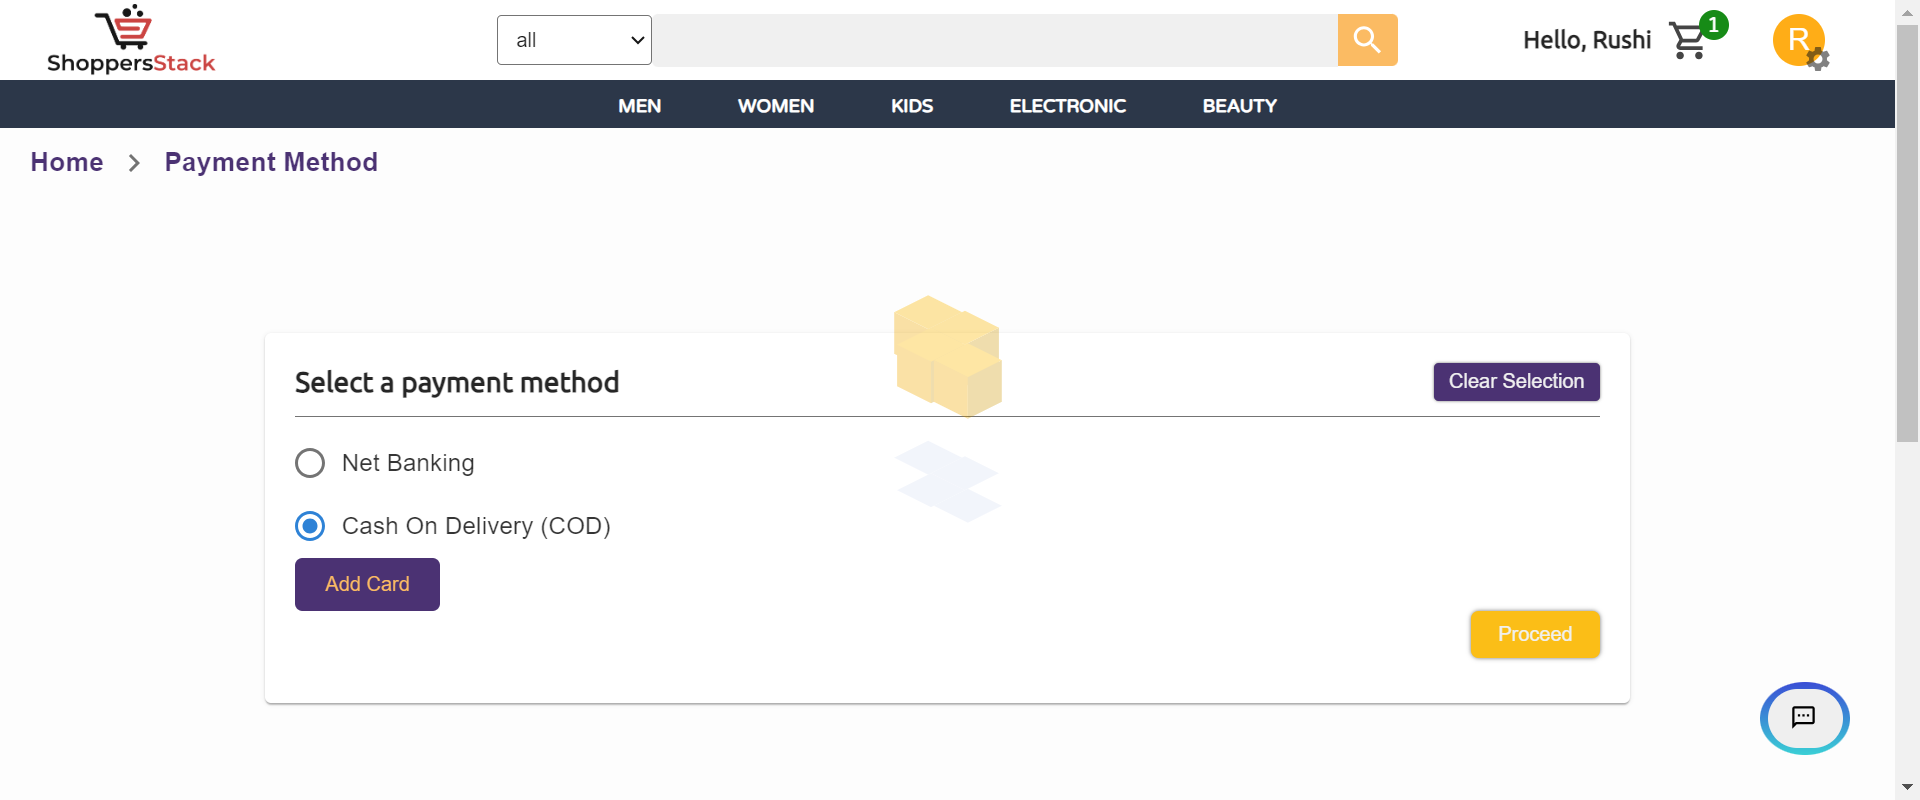 ShoppersStack
all
Hello, Rushi
1
R
MEN WOMEN KIDS ELECTRONIC BEAUTY
Home > Payment Method
Select a payment method
Clear Selection
Net Banking
Cash On Delivery (COD)
Add Card
Proceed